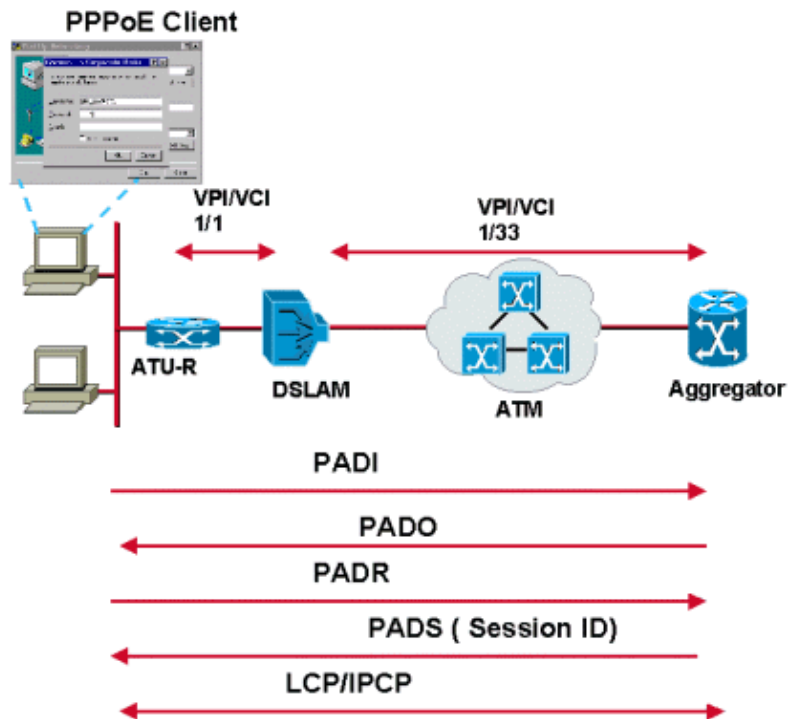 PPPoE Client
VPI/VCI
1/1
VPI/VCI
1/33
ATU-R
DSLAM
ATM
Aggregator
PADI
PADO
PADR
PADS ( Session ID)
LCP/IPCP